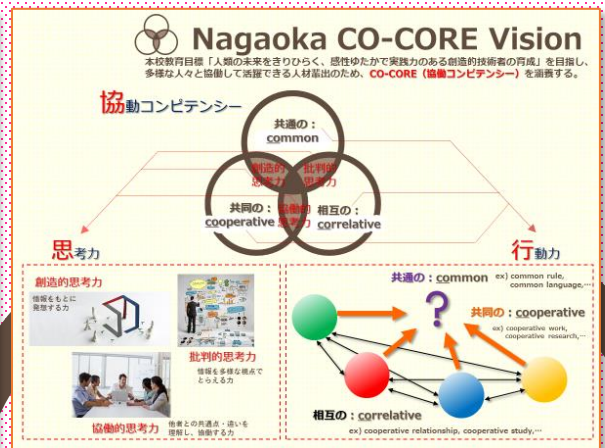 Nagaoka CO-CORE Vision
本校教育目標「人類の未来をきりひらく、感性ゆたかで実践力のある創造的技術者の育成」を目指し、
多様な人々と協働して活躍できる人材輩出のため、CO-CORE（協働コンピテンシー）を涵養する。
協動コンピテンシー
共通の：
common
創造的
思考力
批判的
思考力
共同の：
cooperative
協働的
思考力
相互の：
correlative
思考力
行動力
創造的思考力
情報をもとに
発想する力
批判的思考力
情報を多様な視点で
とらえる力
協働的思考力
他者との共通点・違いを
理解し、協働する力
共通の：common
ex) common rule,
common language,…
?
共同の：cooperative
ex) cooperative work,
cooperative research,…
相互の：correlative
ex) cooperative relationship, cooperative study,…